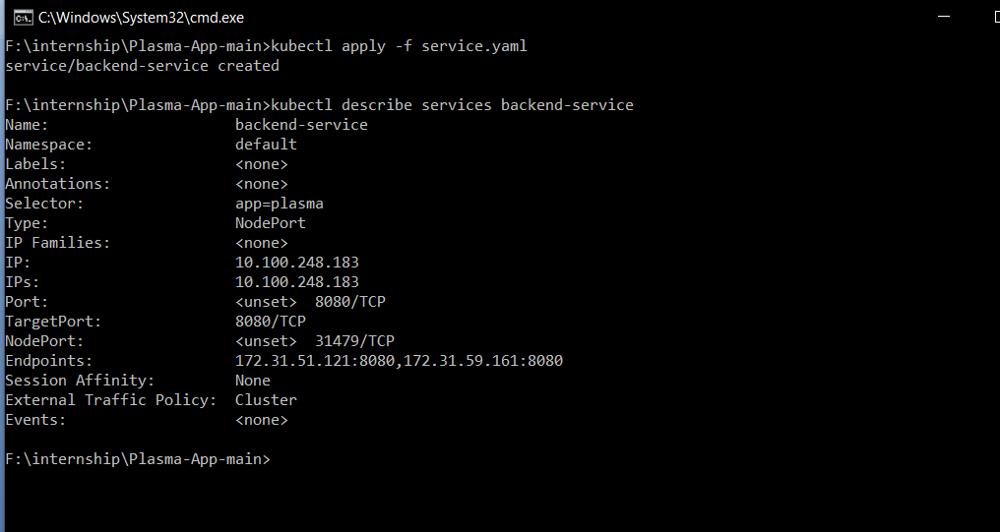 C:\Windows\System32\cmd.exe
F:\internship\Plasma-App-main>kubectl apply -f service.yaml
service/backend-service created
F:\internship\Plasma-App-main>kubectl describe services backend-service
Name: backend-service
Namespace: default
Labels: <none>
Annotations: <none>
Selector: app=plasma
Type: NodePort
IP Families: <none>
IP: 10.100.248.183
IPs: 10.100.248.183
Port: <unset> 8080/TCP
TargetPort: 8080/TCP
NodePort: <unset> 31479/TCP
Endpoints: 172.31.51.121:8080,172.31.59.161:8080
Session Affinity: None
External Traffic Policy: Cluster
Events: <none>
F:\internship\Plasma-App-main>